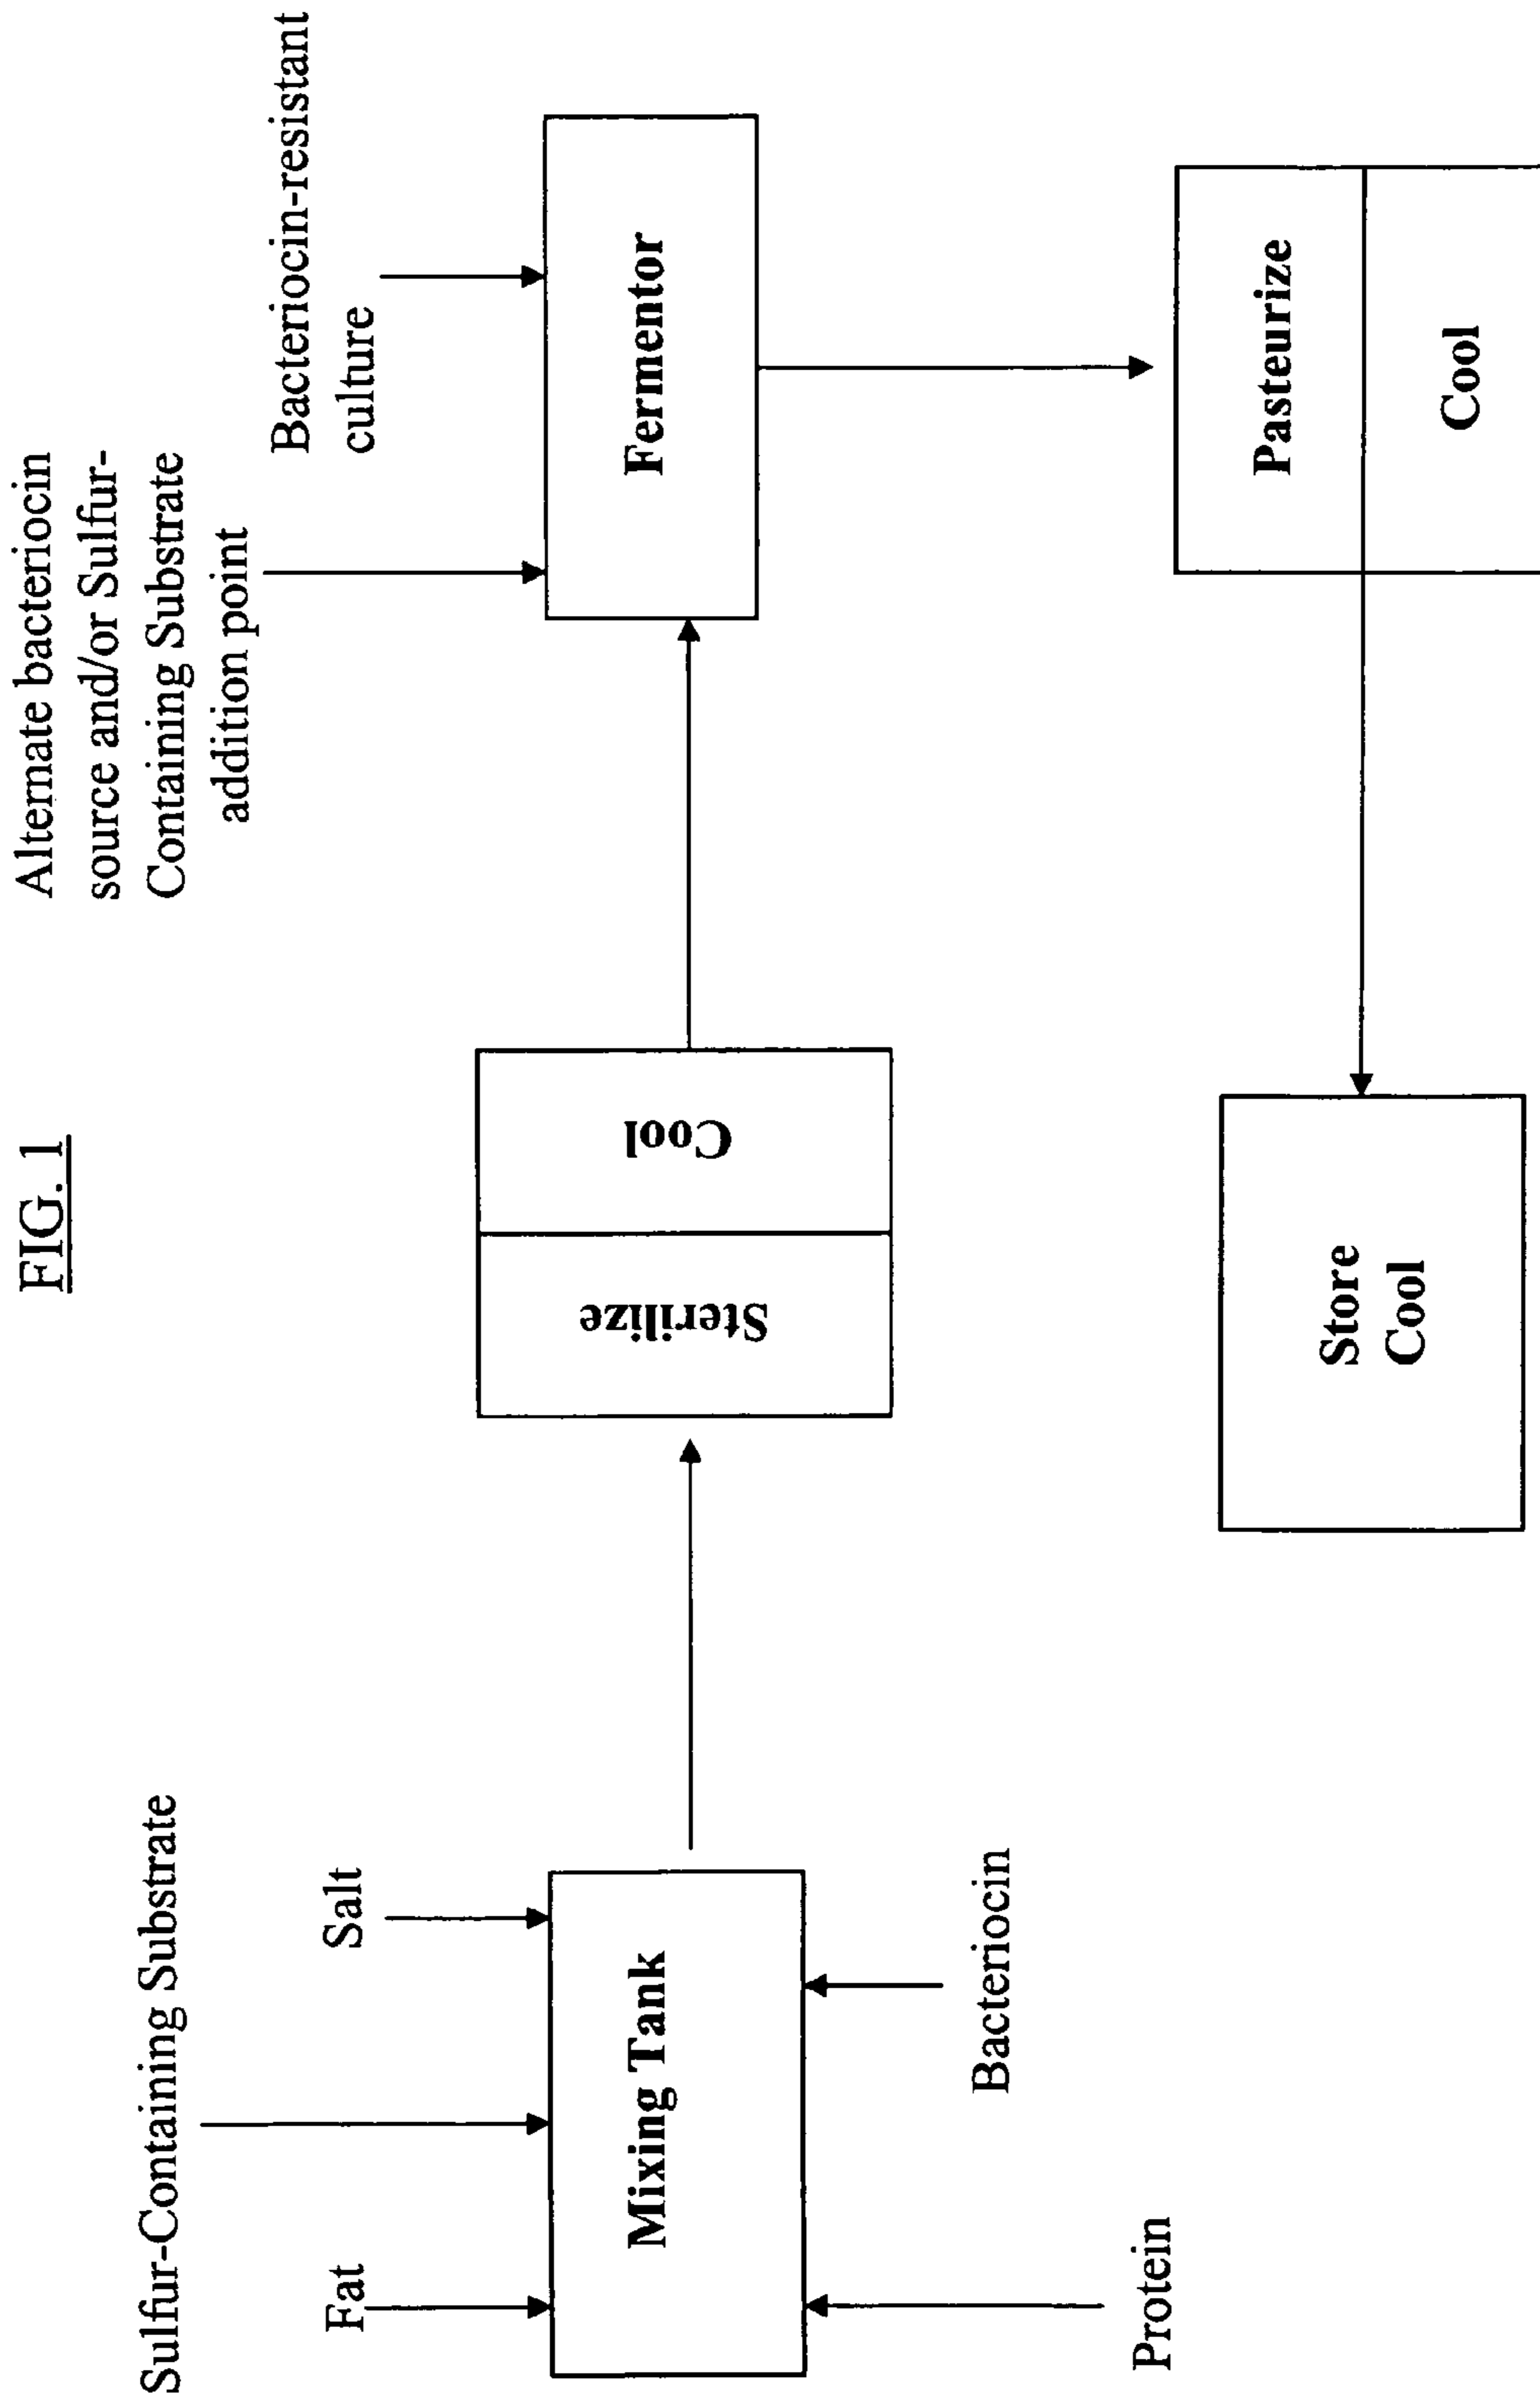 FIG. 1
Sulfur-Containing Substrate
Fat
Salt
Mixing Tank
Protein
Bacteriocin
Sterilize
Cool
Alternate bacteriocin
source and/or Sulfur-
Containing Substrate
addition point
Bacteriocin-resistant
culture
Fermentor
Pasteurize
Cool
Store
Cool